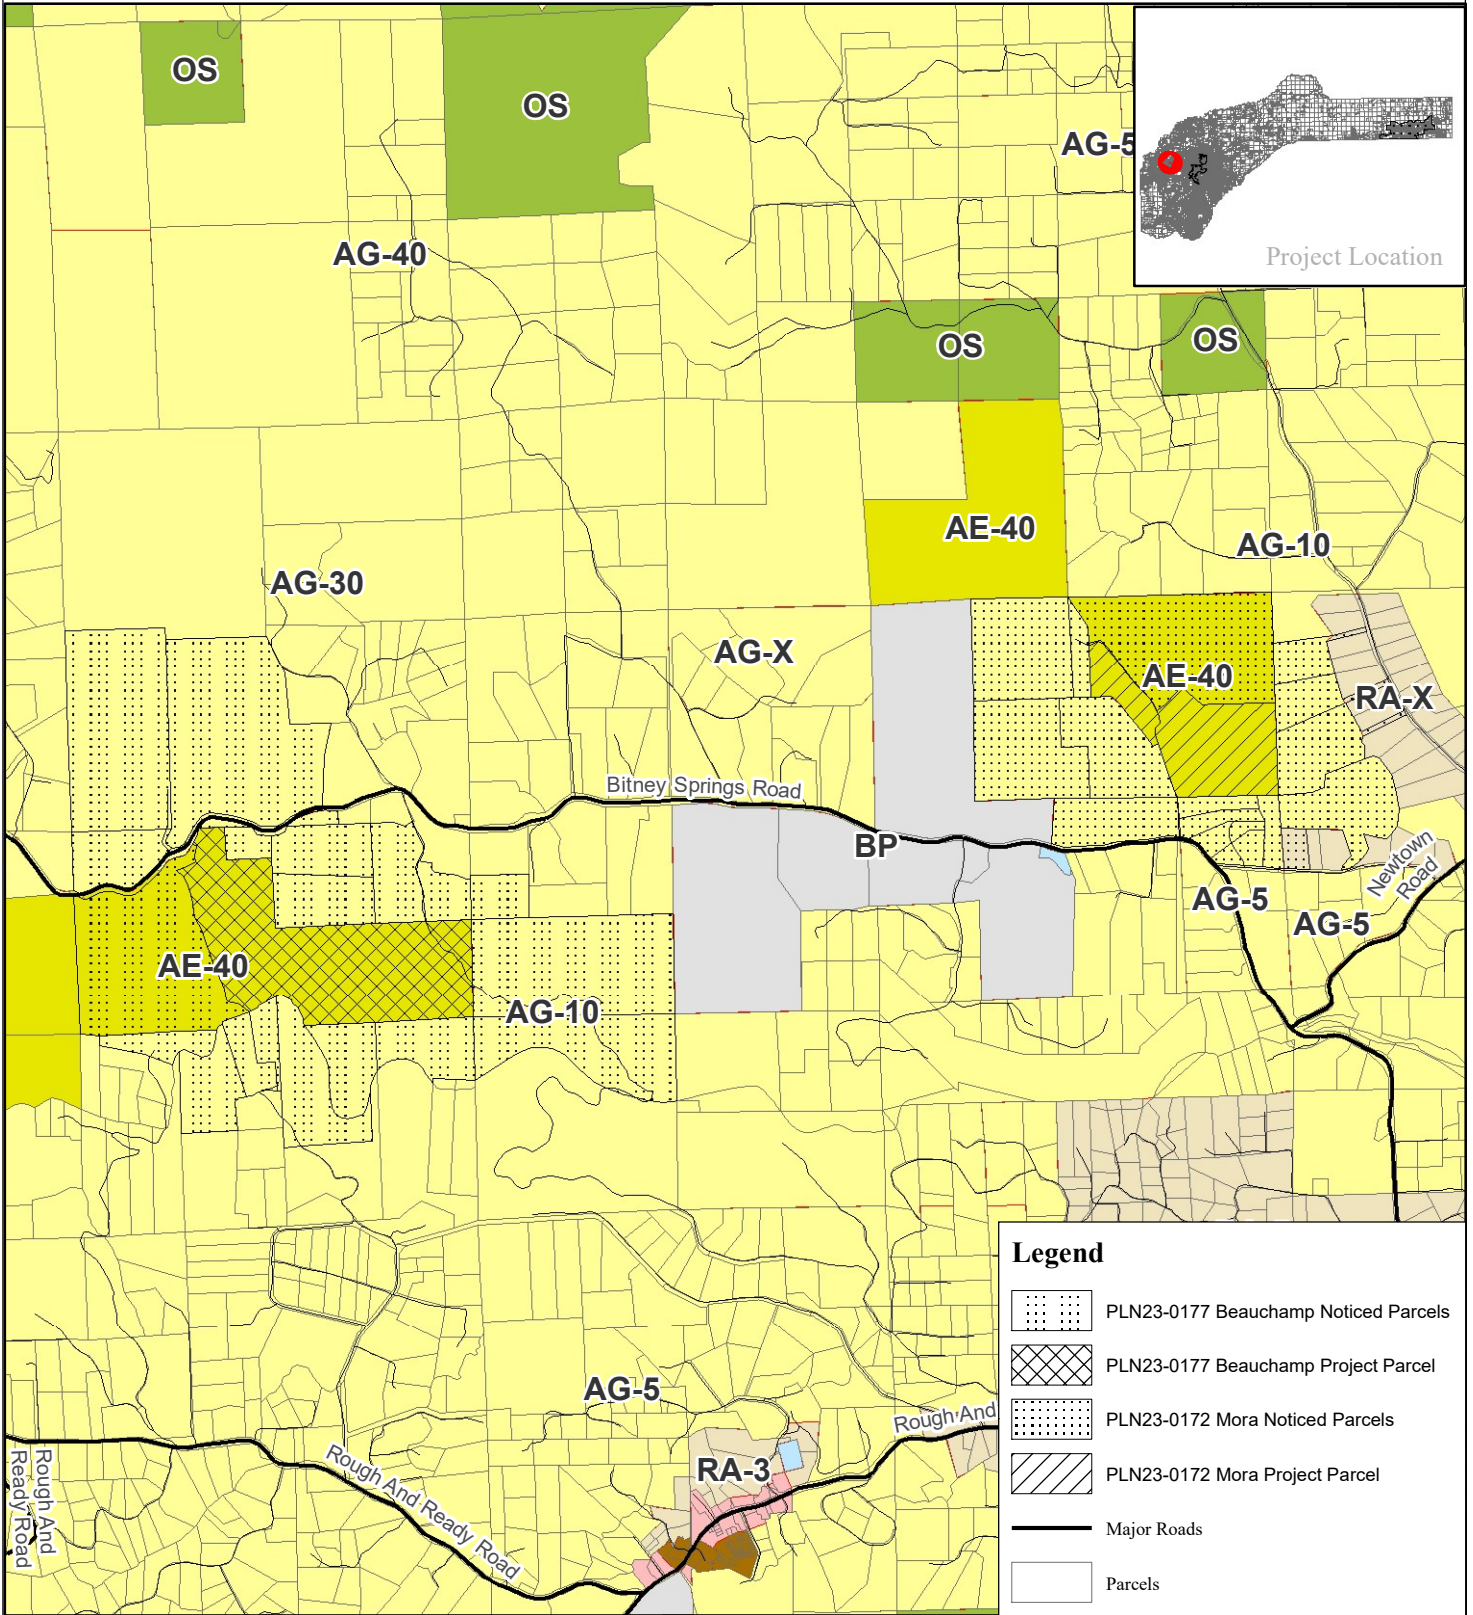 OS
OS
AG-5
Project Location
AG-40
OS
OS
AE-40
AG-10
AG-30
AG-X
AE-40
RA-X
Bitney Springs Road
BP
Newtown
Road
AG-5
AG-5
AE-40
AG-10
Legend
PLN23-0177 Beauchamp Noticed Parcels
PLN23-0177 Beauchamp Project Parcel
PLN23-0172 Mora Noticed Parcels
PLN23-0172 Mora Project Parcel
Major Roads
Parcels
AG-5
Rough And
RA-3
Rough And Ready Road
Rough And
Ready Road